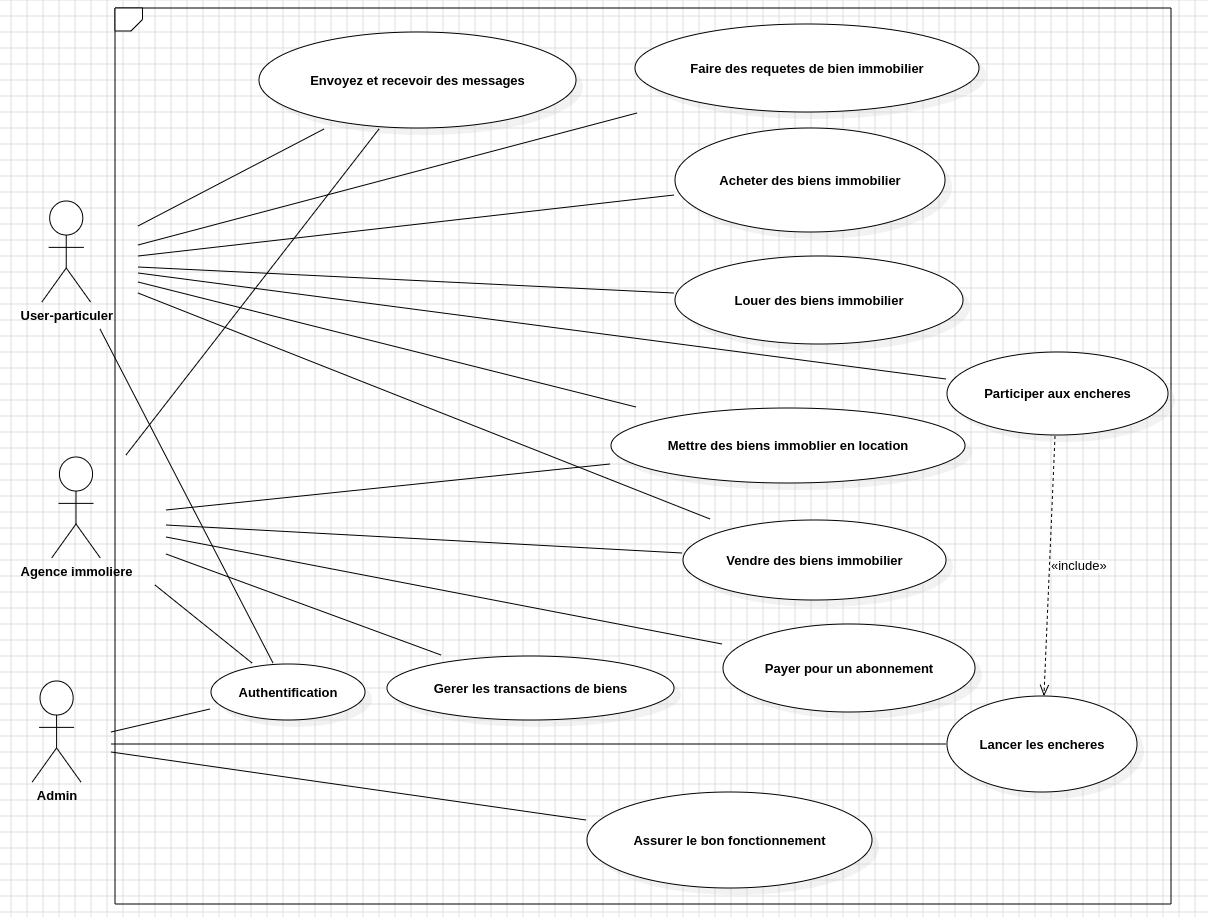 Envoyez et recevoir des messages
Faire des requetes de bien immobilier
Acheter des biens immobilier
Louer des biens immobilier
User-particuler
Participer aux encheres
Mettre des biens immoblier en location
Vendre des biens immobilier
«include»
Agence immoliere
Payer pour un abonnement
Authentification
Gerer les transactions de biens
Lancer les encheres
Admin
Assurer le bon fonctionnement